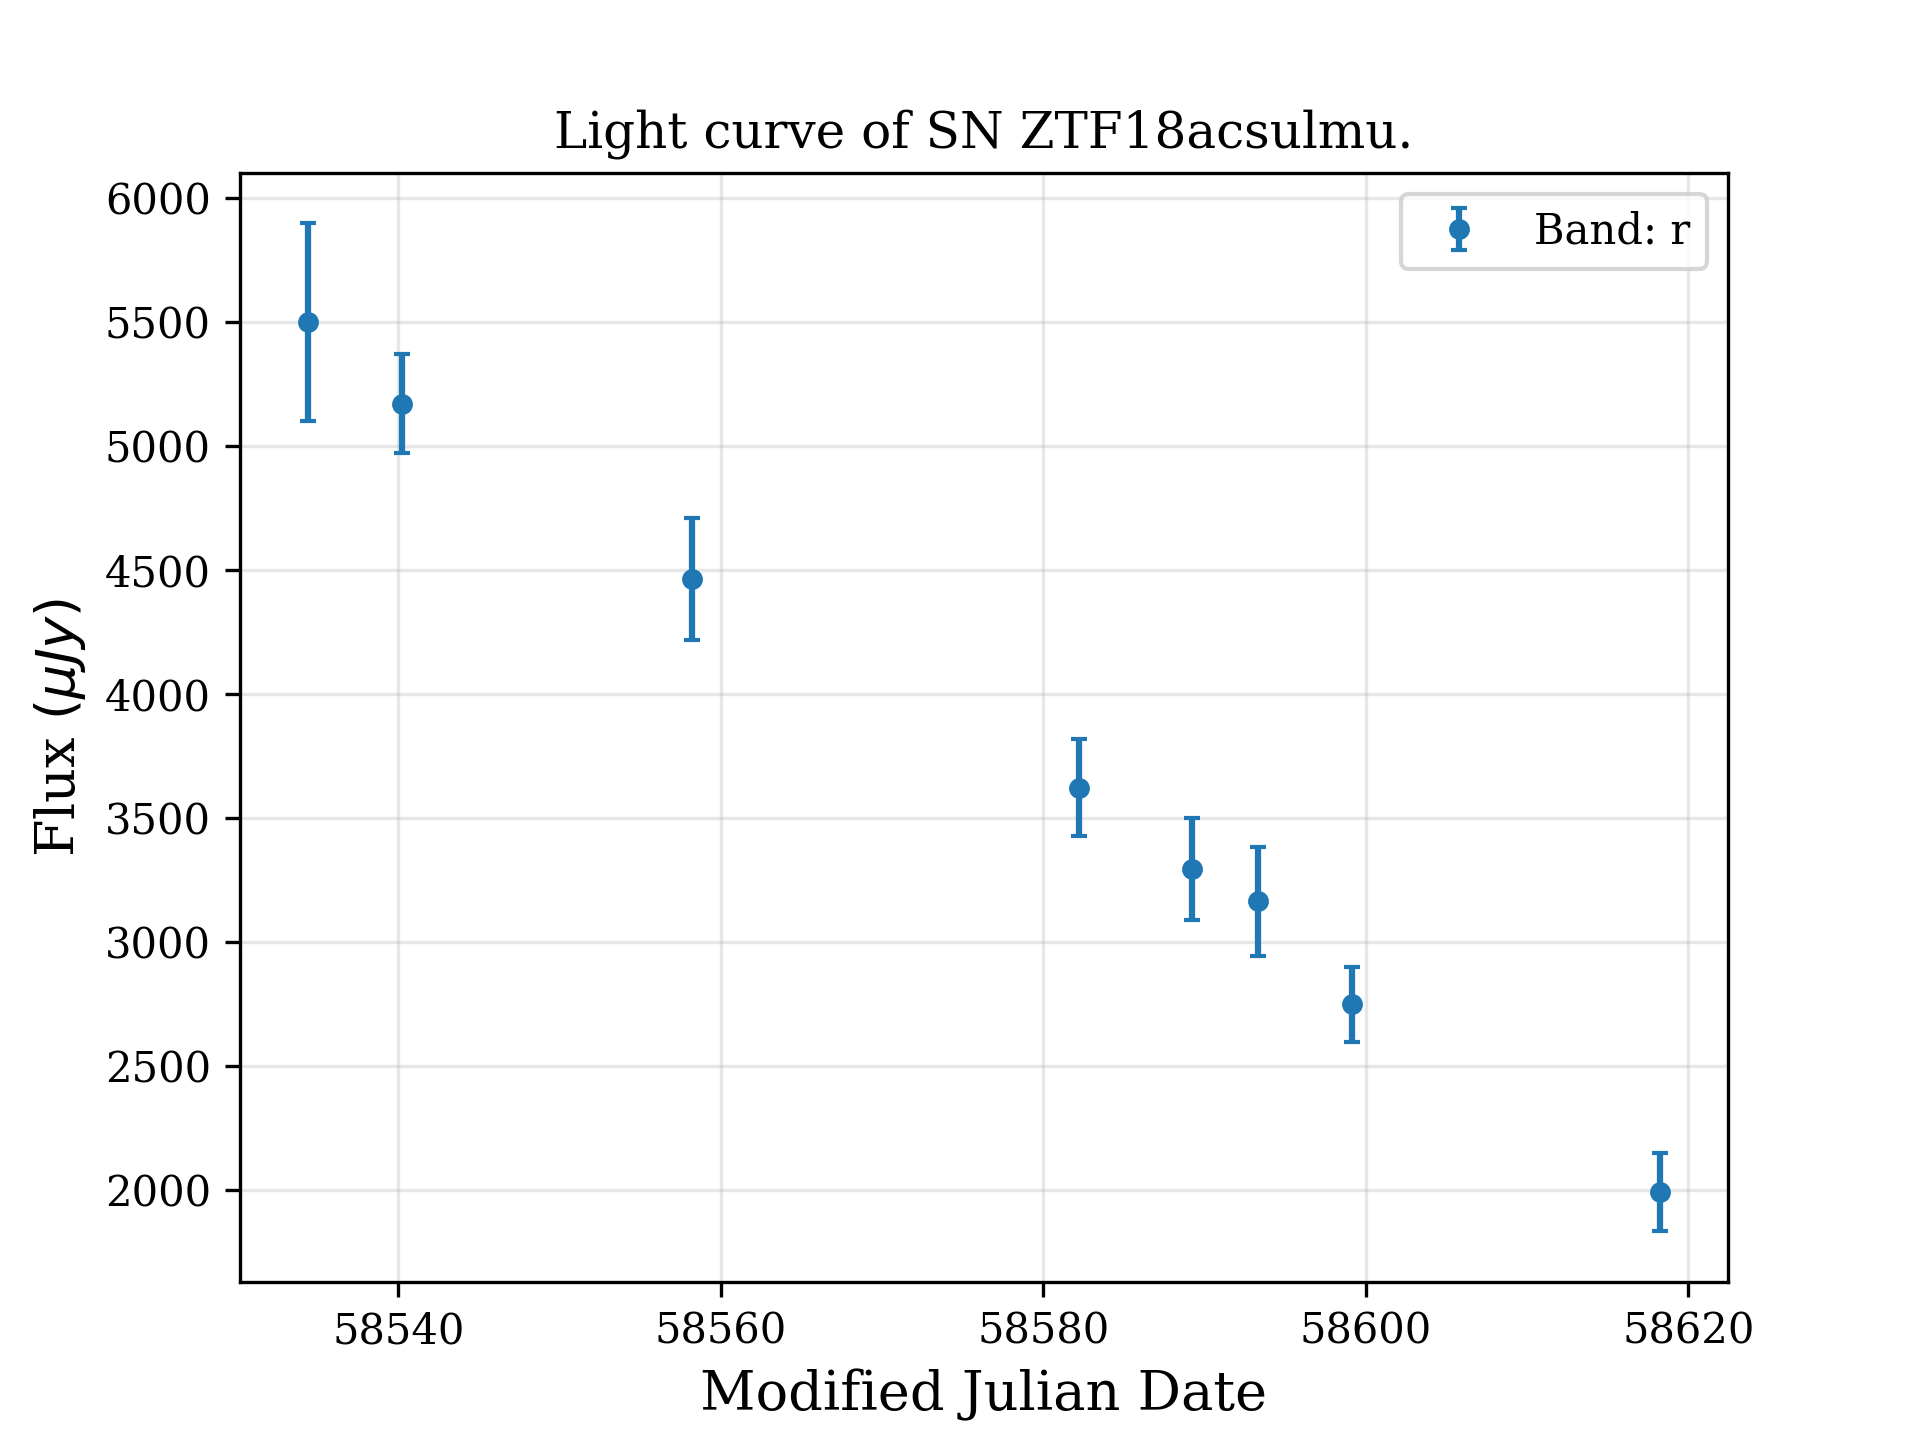 Light curve of SN ZTF18acsulmu.
Band: r
6000
5500
5000
4500
4000
3500
3000
2500
2000
Flux (μJy)
58540 58560 58580 58600 58620
Modified Julian Date